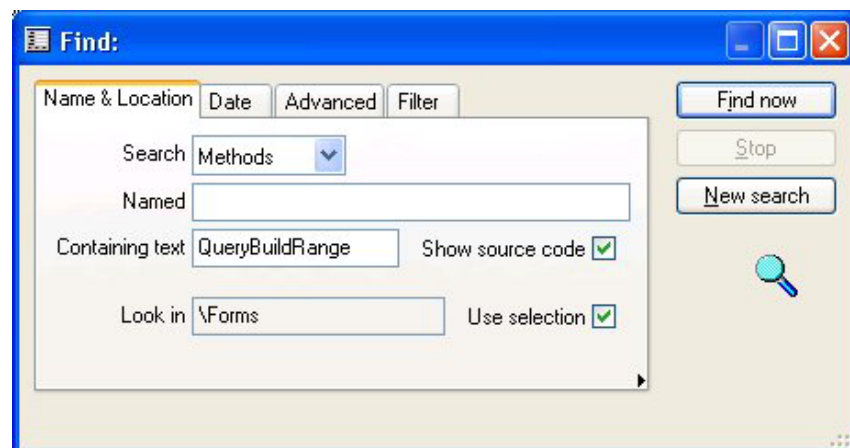 Find:
Name & Location Date Advanced Filter
Find now
Search Methods
Stop
Named
New search
Containing text QueryBuildRange Show source code
Look in \Forms Use selection